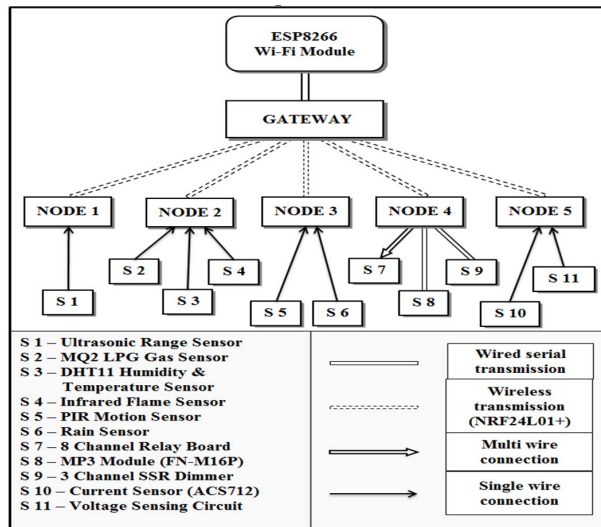 ESP8266
Wi-Fi Module
GATEWAY
NODE 1
NODE 2
NODE 3
NODE 4
NODE 5
S 1
S 2
S 3
S 4
S 5
S 6
S 7
S 8
S 9
S 10
S 11
S 1 – Ultrasonic Range Sensor
S 2 – MQ2 LPG Gas Sensor
S 3 – DHT11 Humidity &
Temperature Sensor
S 4 – Infrared Flame Sensor
S 5 – PIR Motion Sensor
S 6 – Rain Sensor
S 7 – 8 Channel Relay Board
S 8 – MP3 Module (FN-M16P)
S 9 – 3 Channel SSR Dimmer
S 10 – Current Sensor (ACS712)
S 11 – Voltage Sensing Circuit
Wired serial
transmission
Wireless
transmission
(NRF24L01+)
Multi wire
connection
Single wire
connection